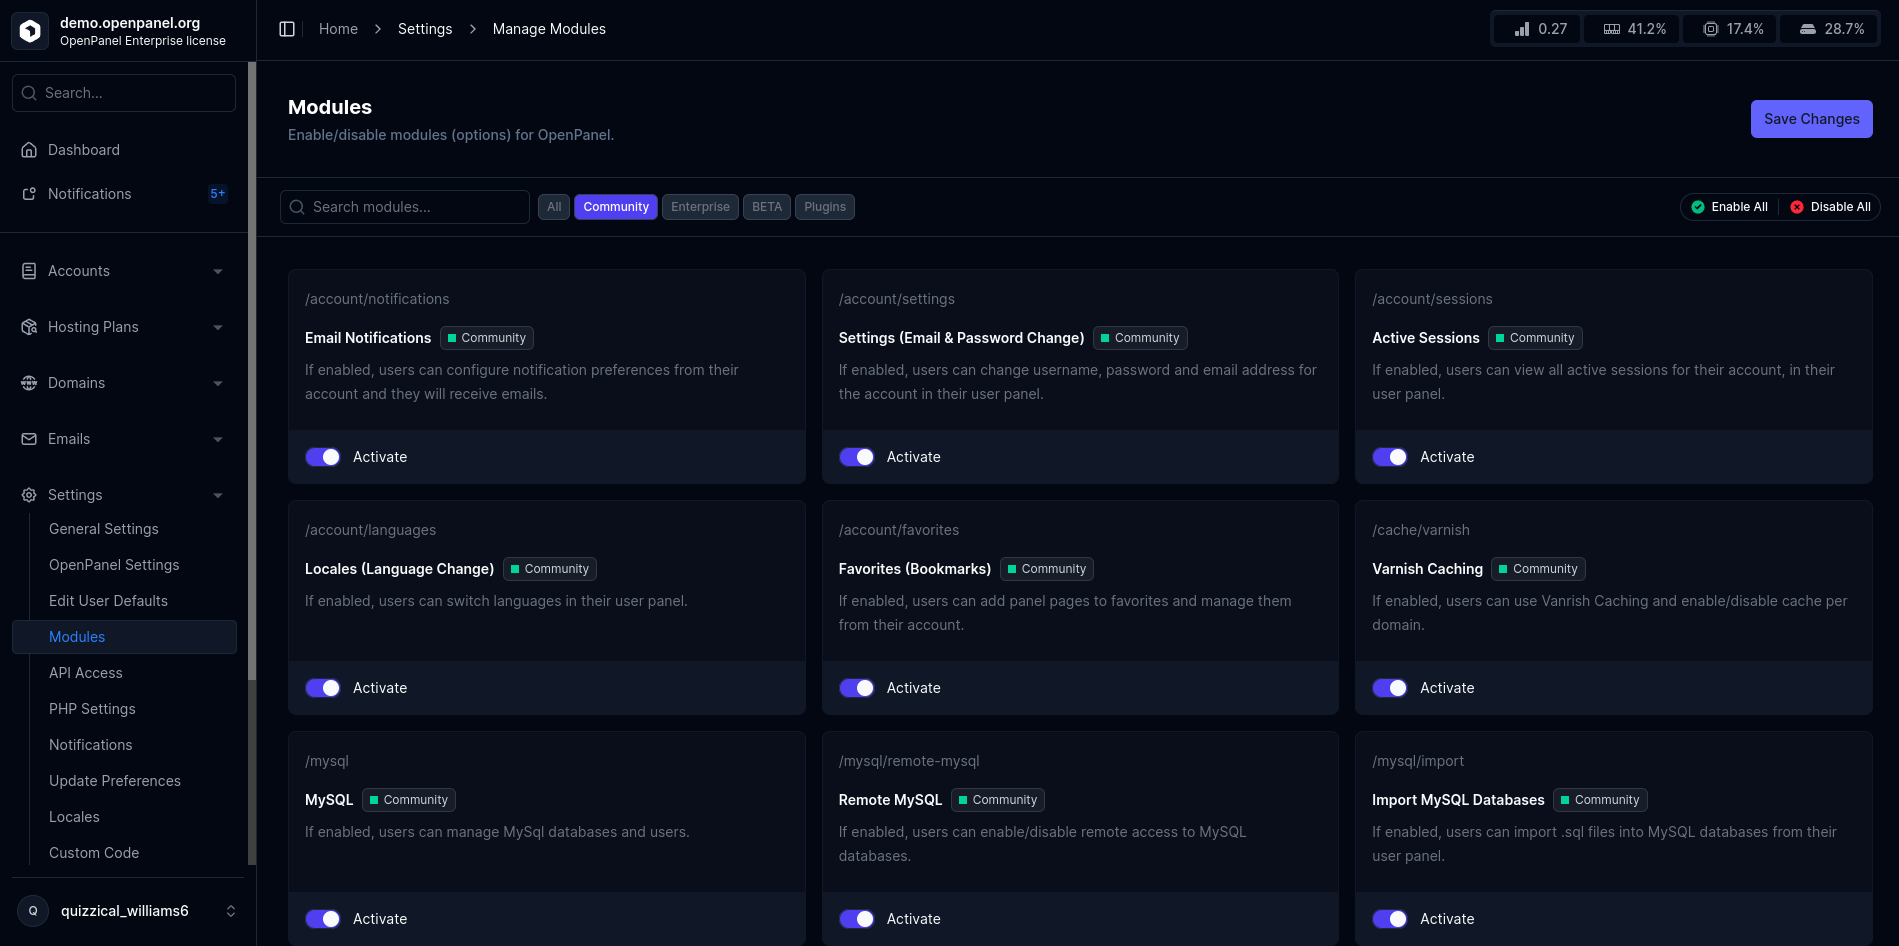 demo.openpanel.org
OpenPanel Enterprise license
Search...
Dashboard
Notifications 5+
Accounts
Hosting Plans
Domains
Emails
Settings
General Settings
OpenPanel Settings
Edit User Defaults
Modules
API Access
PHP Settings
Notifications
Update Preferences
Locales
Custom Code
Q quizzical_williams6
Home > Settings > Manage Modules
0.27 41.2% 17.4% 28.7%
Modules
Enable/disable modules (options) for OpenPanel.
Save Changes
Search modules... All Community Enterprise BETA Plugins Enable All Disable All
/account/notifications
Email Notifications Community
If enabled, users can configure notification preferences from their
account and they will receive emails.
Activate
/account/settings
Settings (Email & Password Change) Community
If enabled, users can change username, password and email address for
the account in their user panel.
Activate
/account/sessions
Active Sessions Community
If enabled, users can view all active sessions for their account, in their
user panel.
Activate
/account/languages
Locales (Language Change) Community
If enabled, users can switch languages in their user panel.
Activate
/account/favorites
Favorites (Bookmarks) Community
If enabled, users can add panel pages to favorites and manage them
from their account.
Activate
/cache/varnish
Varnish Caching Community
If enabled, users can use Vanrish Caching and enable/disable cache per
domain.
Activate
/mysql
MySQL Community
If enabled, users can manage MySql databases and users.
Activate
/mysql/remote-mysql
Remote MySQL Community
If enabled, users can enable/disable remote access to MySQL
databases.
Activate
/mysql/import
Import MySQL Databases Community
If enabled, users can import .sql files into MySQL databases from their
user panel.
Activate